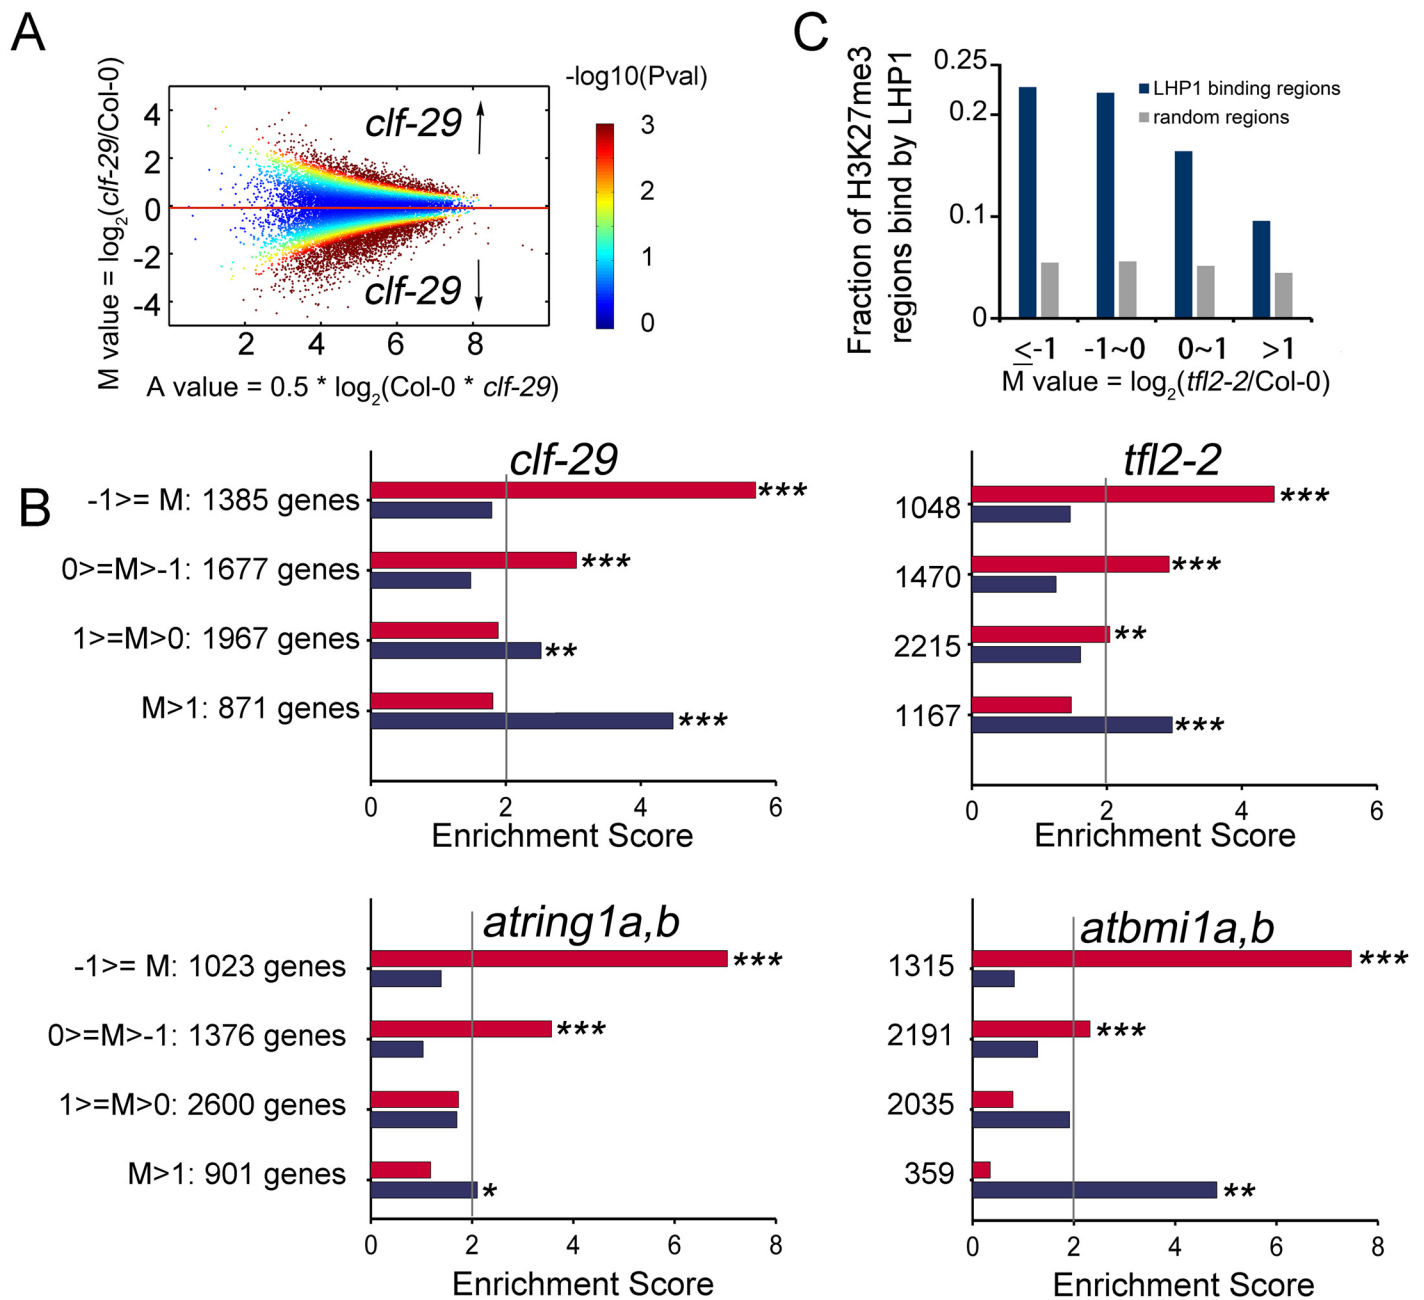 A
-log10(Pval)
M value = log2(clf-29/Col-0)
4
2
0
-2
-4
clf-29
clf-29
2 4 6 8
A value = 0.5 * log2(Col-0 * clf-29)
3
2
1
0
C
Fraction of H3K27me3
regions bind by LHP1
0.25
0.2
0.1
0
LHP1 binding regions
random regions
≤-1 -1~0 0~1 >1
M value = log2(tfl2-2/Col-0)
B
clf-29
-1>= M: 1385 genes
***
0>=M>-1: 1677 genes
***
1>=M>0: 1967 genes
**
M>1: 871 genes
***
0 2 4 6
Enrichment Score
tfl2-2
1048
***
1470
***
2215
**
1167
***
0 2 4 6
Enrichment Score
atring1a,b
-1>= M: 1023 genes
***
0>=M>-1: 1376 genes
***
1>=M>0: 2600 genes
M>1: 901 genes
*
0 2 4 6 8
Enrichment Score
atbmi1a,b
1315
***
2191
***
2035
359
**
0 2 4 6 8
Enrichment Score